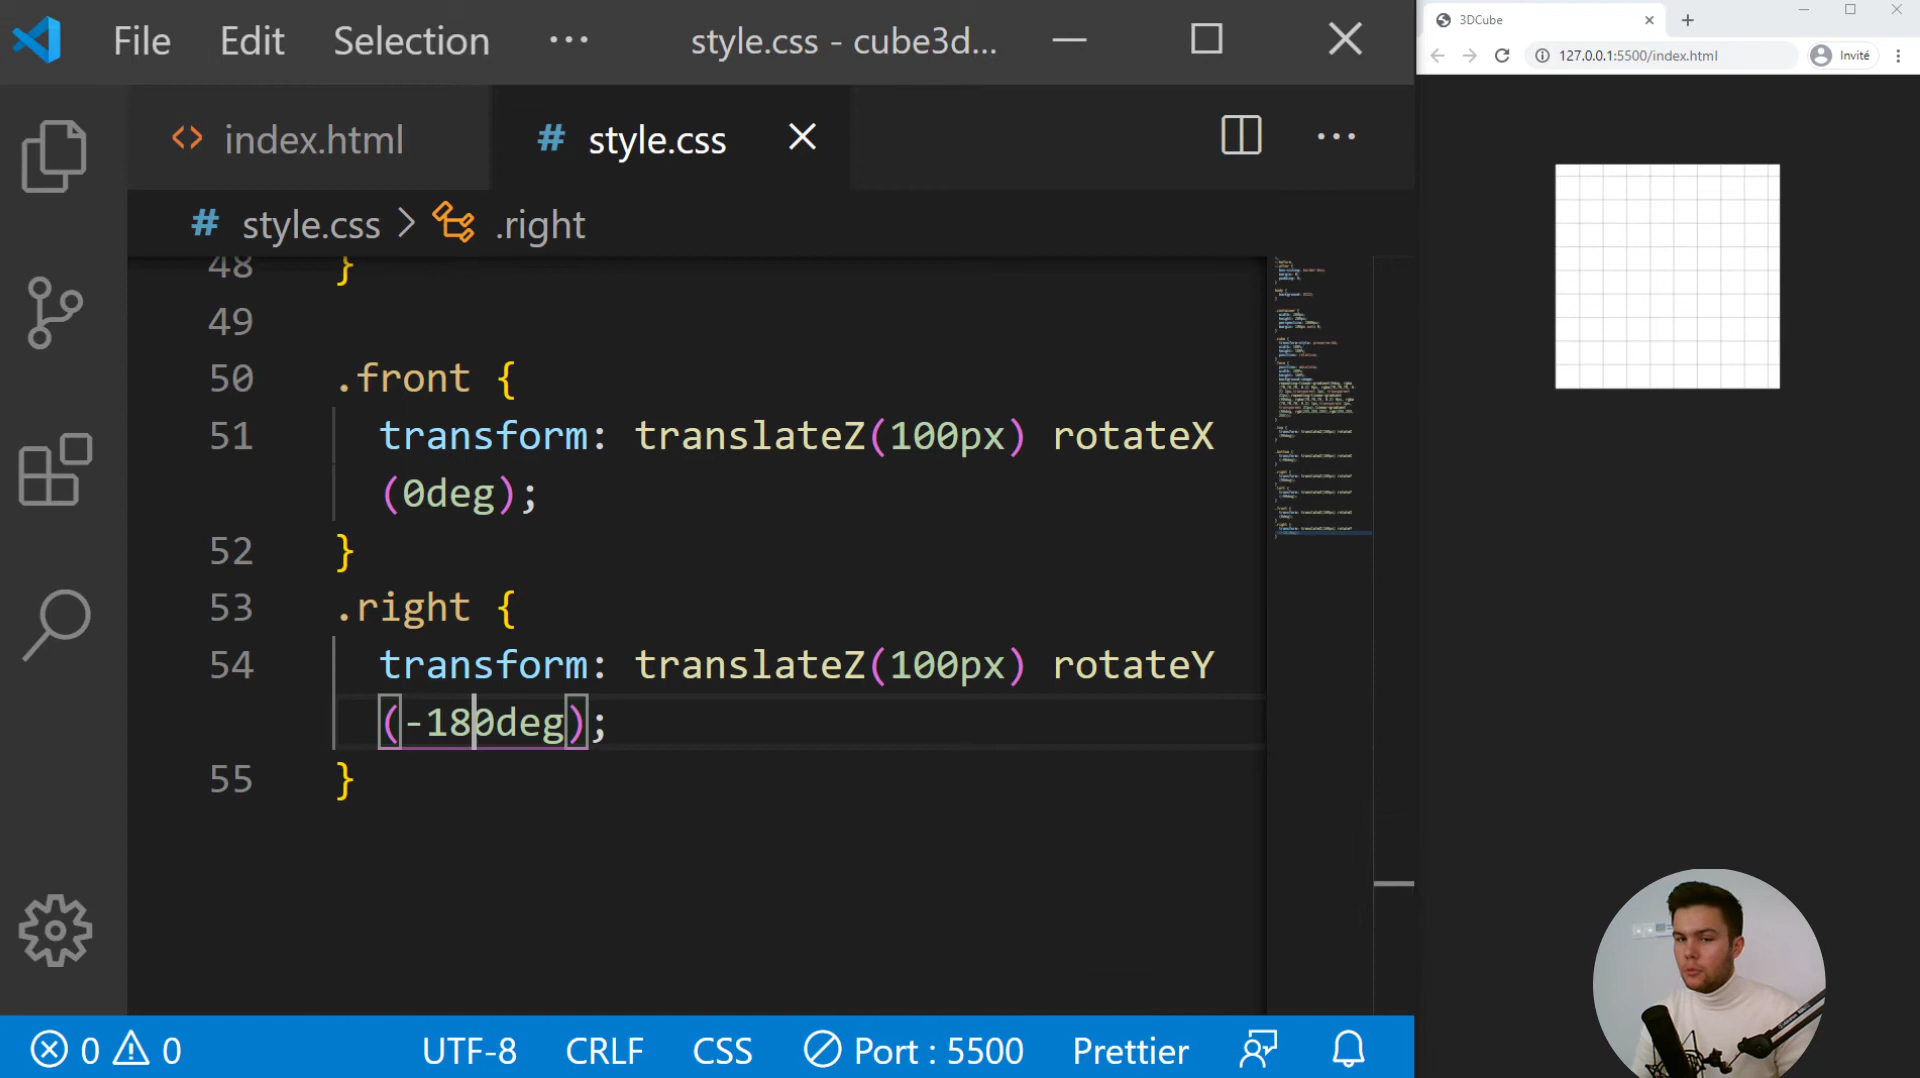 File Edit Selection ··· style.css - cube3d...
3DCube
127.0.0.1:5500/index.html Invité
<> index.html # style.css
# style.css > .right
48 }
49
50 .front {
51 transform: translateZ(100px) rotateX
(0deg);
52 }
53 .right {
54 transform: translateZ(100px) rotateY
(-180deg);
55 }
0 0 UTF-8 CRLF CSS Port : 5500 Prettier